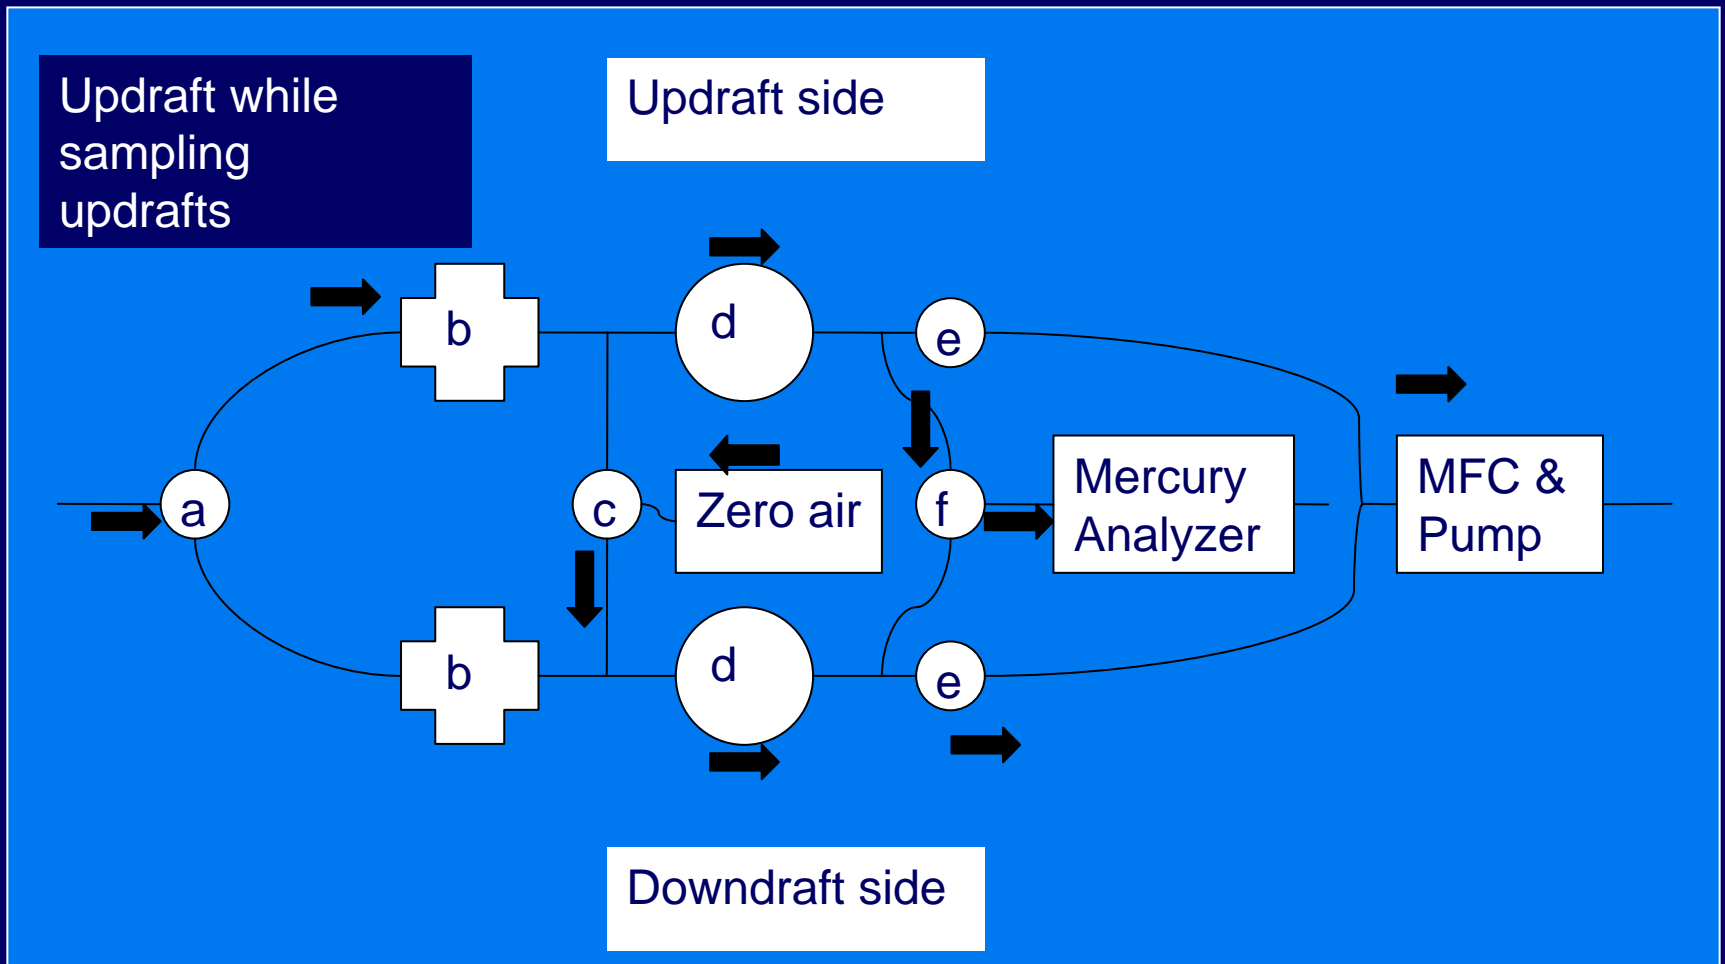 Updraft while
sampling
updrafts
Updraft side
b
d
e
a
c
Zero air
f
Mercury
Analyzer
MFC &
Pump
b
d
e
Downdraft side